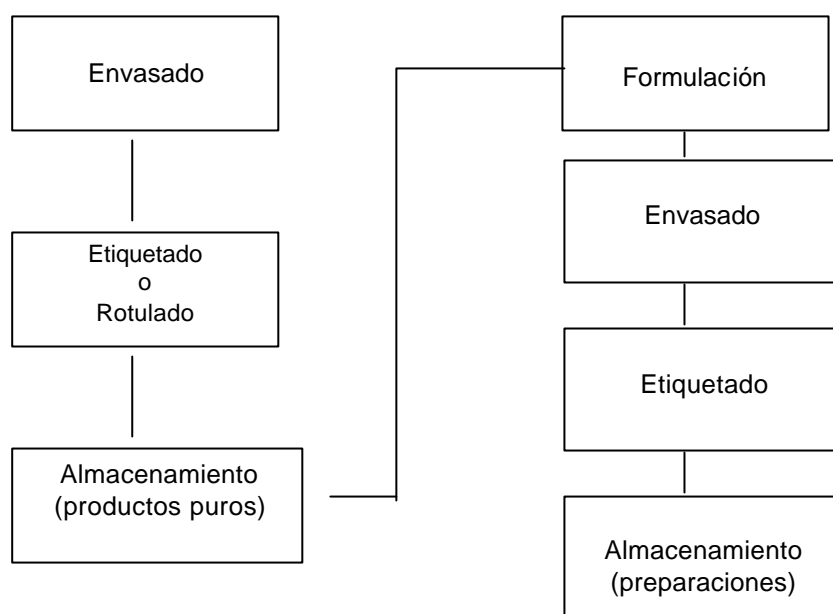 Envasado
Etiquetado
o
Rotulado
Almacenamiento
(productos puros)
Formulación
Envasado
Etiquetado
Almacenamiento
(preparaciones)